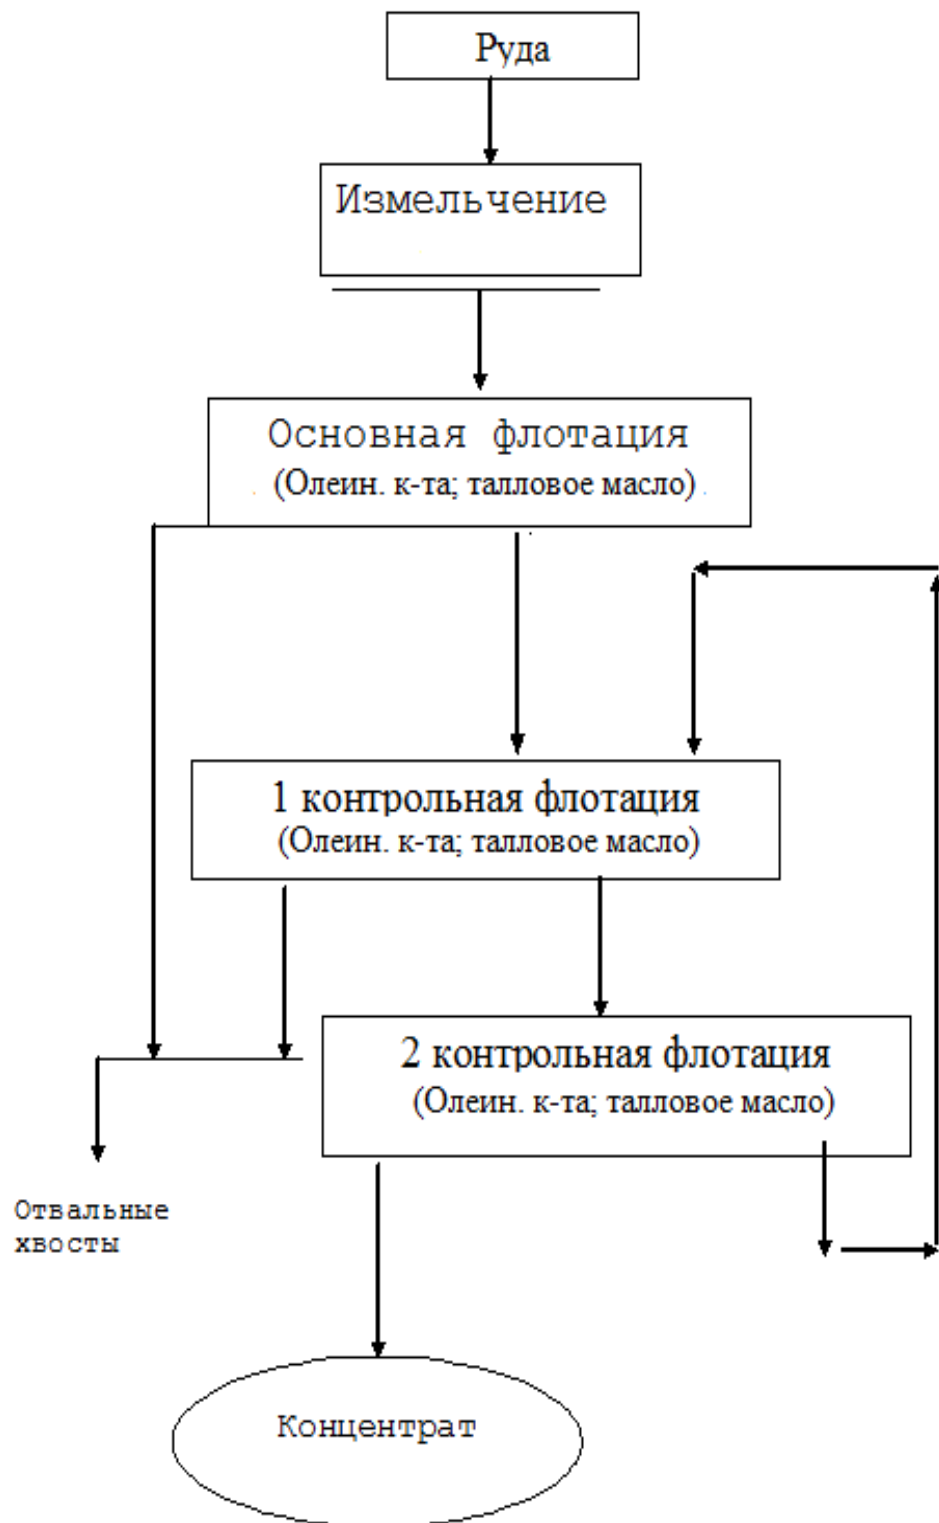 Руда
Измельчение
Основная флотация
(Олеин. к-та; талловое масло)
1 контрольная флотация
(Олеин. к-та; талловое масло)
2 контрольная флотация
(Олеин. к-та; талловое масло)
Отвальные
хвосты
Концентрат